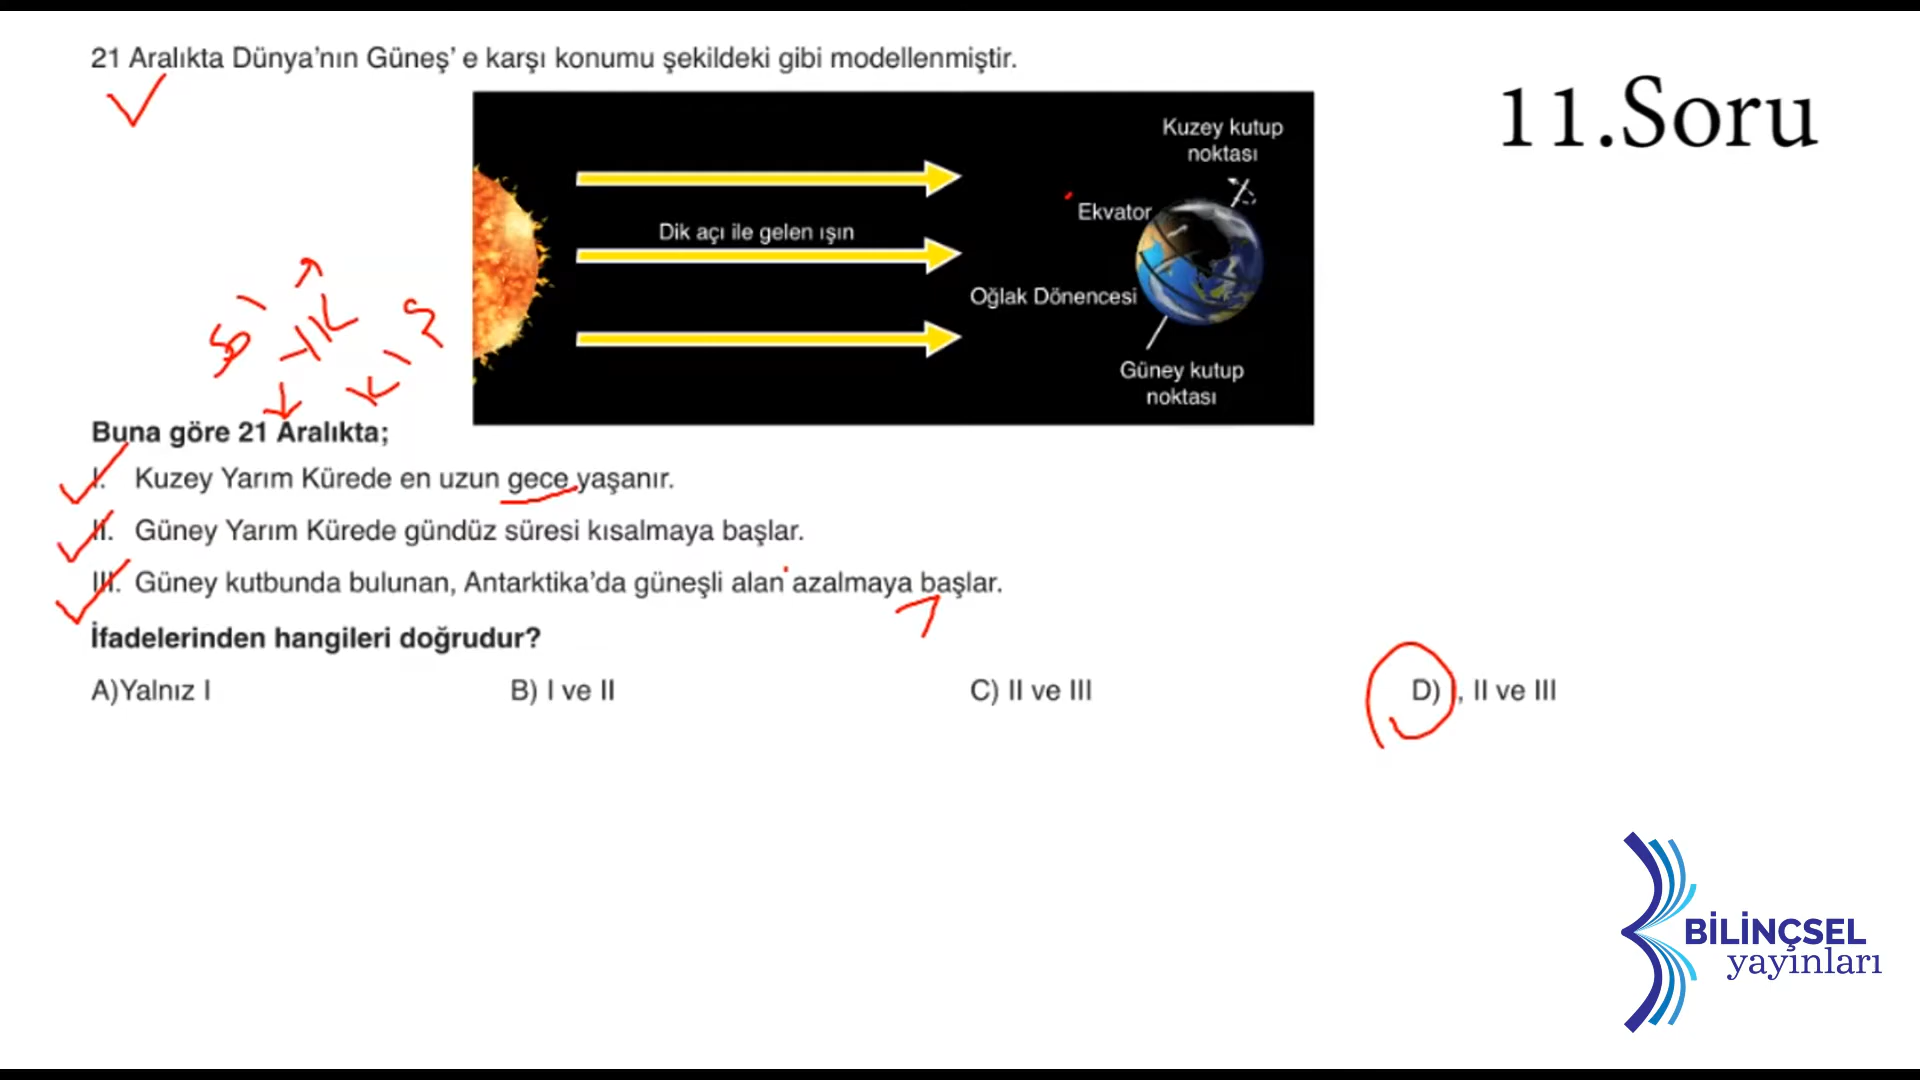 21 Aralıkta Dünya’nın Güneş’ e karşı konumu şekildeki gibi modellenmiştir.
11.Soru
Kuzey kutup
noktası
Ekvator
Dik açı ile gelen ışın
Oğlak Dönencesi
Güney kutup
noktası
Buna göre 21 Aralıkta;
I. Kuzey Yarım Kürede en uzun gece yaşanır.
II. Güney Yarım Kürede gündüz süresi kısalmaya başlar.
III. Güney kutbunda bulunan, Antarktika’da güneşli alan azalmaya başlar.
İfadelerinden hangileri doğrudur?
A)Yalnız I B) I ve II C) II ve III D) I, II ve III
BİLİNÇSEL
yayınları